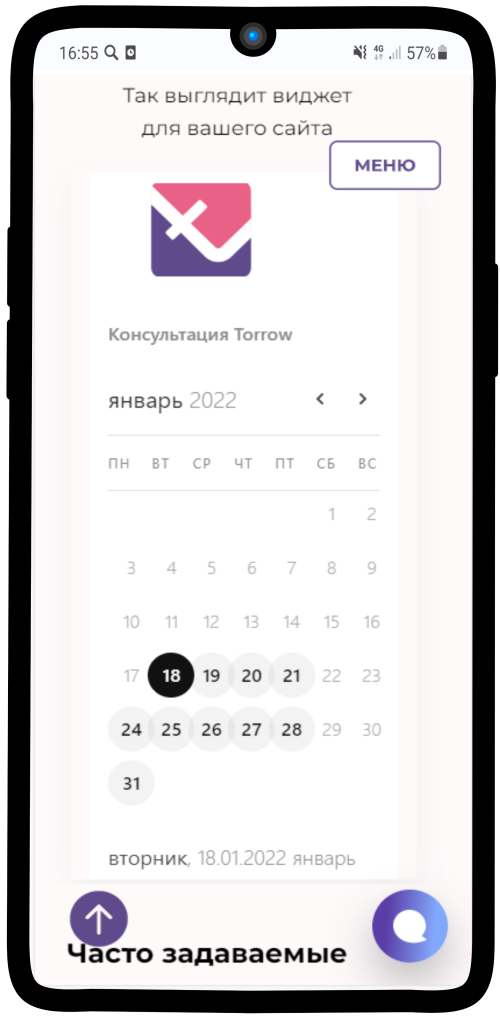 16:55 4G 57%
Так выглядит виджет
для вашего сайта
МЕНЮ
Консультация Torrow
январь 2022
ПН ВТ СР ЧТ ПТ СБ ВС
1 2
3 4 5 6 7 8 9
10 11 12 13 14 15 16
17 18 19 20 21 22 23
24 25 26 27 28 29 30
31
вторник, 18.01.2022 январь
Часто задаваемые